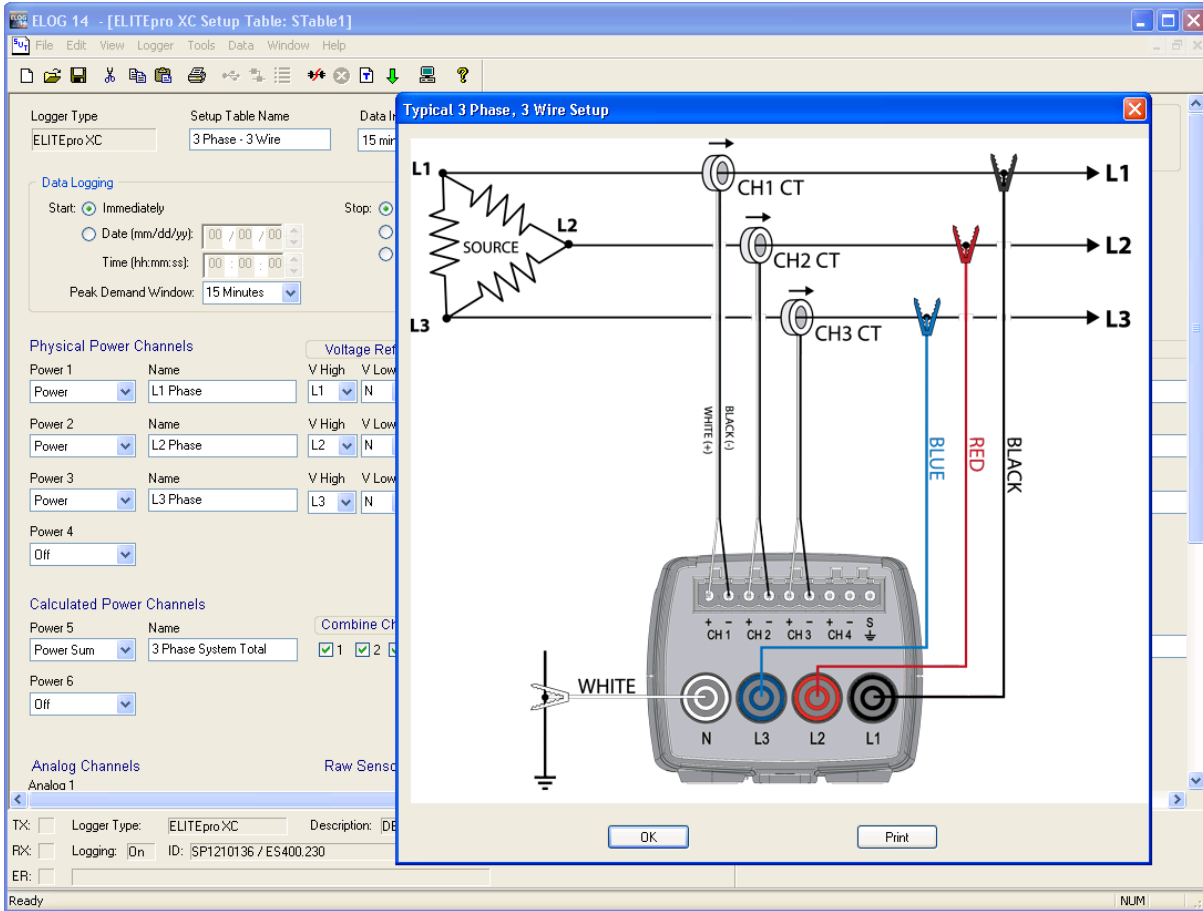 ELOG 14 - [ELITEpro XC Setup Table: STable1]
File Edit View Logger Tools Data Window Help
Logger Type
Setup Table Name
ELITEpro XC
3 Phase - 3 Wire
15
Data Logging
Start: Immediately
Stop:
Date (mm/dd/yy): 00 / 00 / 00
Time (hh:mm:ss): 00 : 00 : 00
Peak Demand Window: 15 Minutes
Physical Power Channels
Voltage
Power 1 Name V High V Low
Power L1 Phase L1 N
Power 2 Name V High V Low
Power L2 Phase L2 N
Power 3 Name V High V Low
Power L3 Phase L3 N
Power 4
Off
Calculated Power Channels
Combine
Power 5 Name
Power Sum 3 Phase System Total 1 2
Power 6
Off
Analog Channels
Raw
Analog 1
Typical 3 Phase, 3 Wire Setup
L1
CH1 CT
L1
L2
SOURCE
CH2 CT
L2
L3
CH3 CT
L3
WHITE (+)
BLACK (-)
BLUE
RED
BLACK
+ - + - + - + - S
CH 1 CH 2 CH 3 CH 4
WHITE
N L3 L2 L1
OK
Print
TX: Logger Type: ELITEpro XC Description:
RX: Logging: On ID: SP1210136 / ES400.230
ER:
Ready
NUM